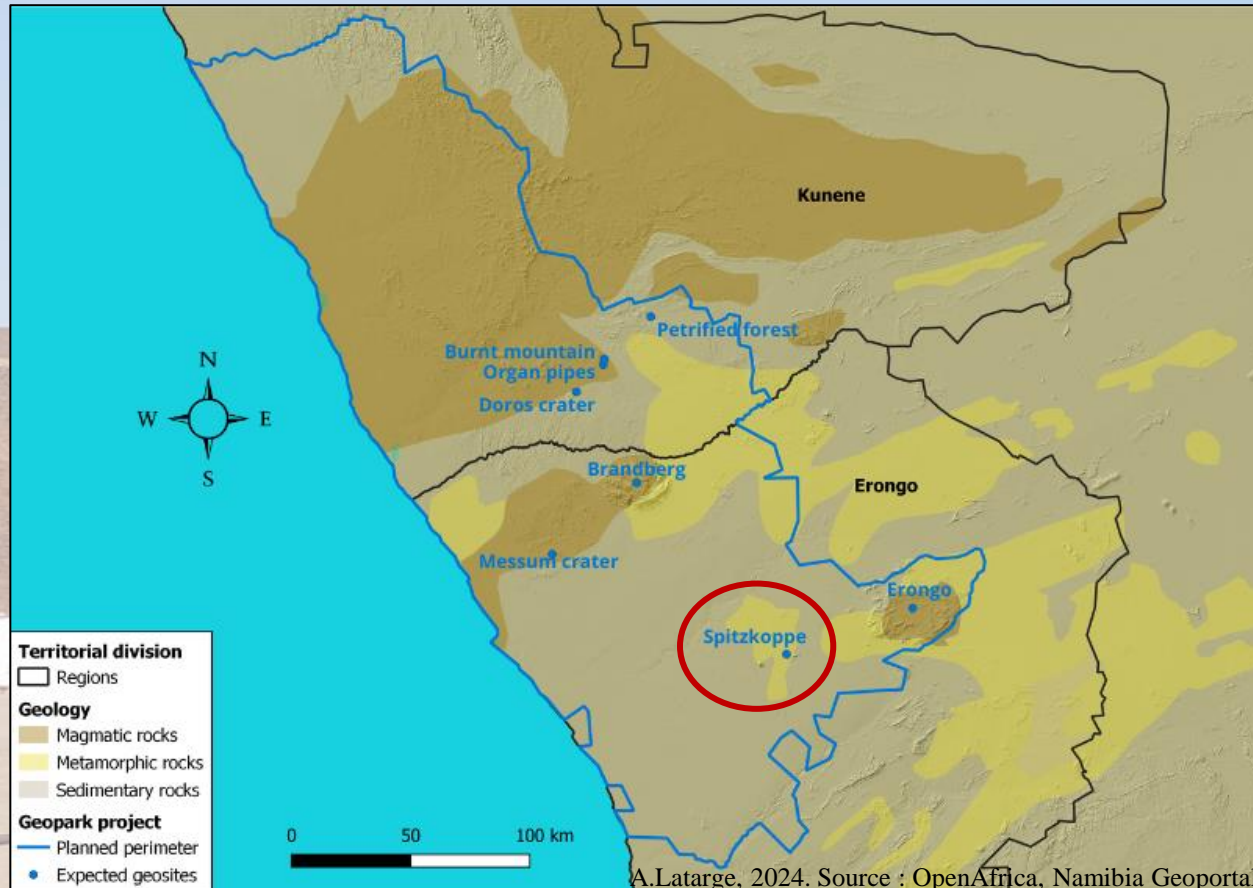 Kunene
Petrified forest
Burnt mountain
Organ pipes
Doros crater
N
W
E
S
Brandberg
Erongo
Messum crater
Erongo
Spitzkoppe
Territorial division
Regions
Geology
Magmatic rocks
Metamorphic rocks
Sedimentary rocks
Geopark project
Planned perimeter
Expected geosites
0 50 100 km
A.Latarge, 2024. Source : OpenAfrica, Namibia Geoporta